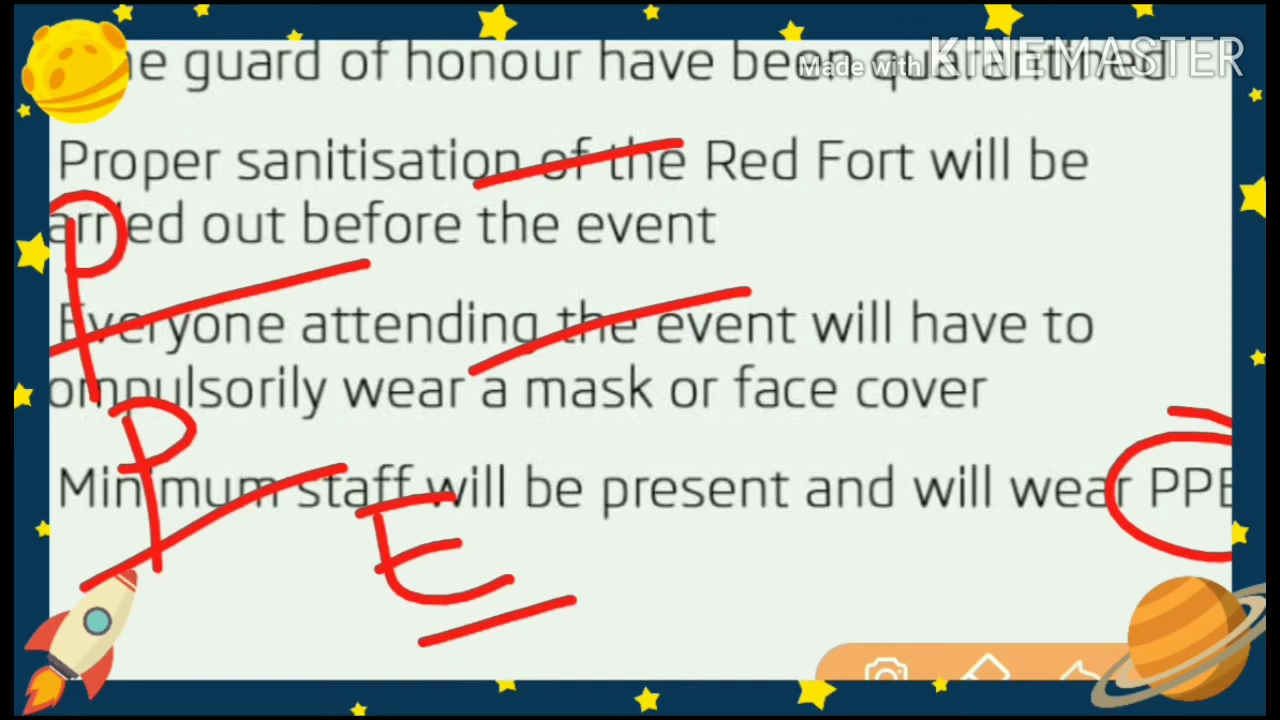 he guard of honour have been quarantined
Made with KINEMASTER
Proper sanitisation of the Red Fort will be
arried out before the event
Everyone attending the event will have to
ompulsorily wear a mask or face cover
Minimum staff will be present and will wear PPE
P
P
E